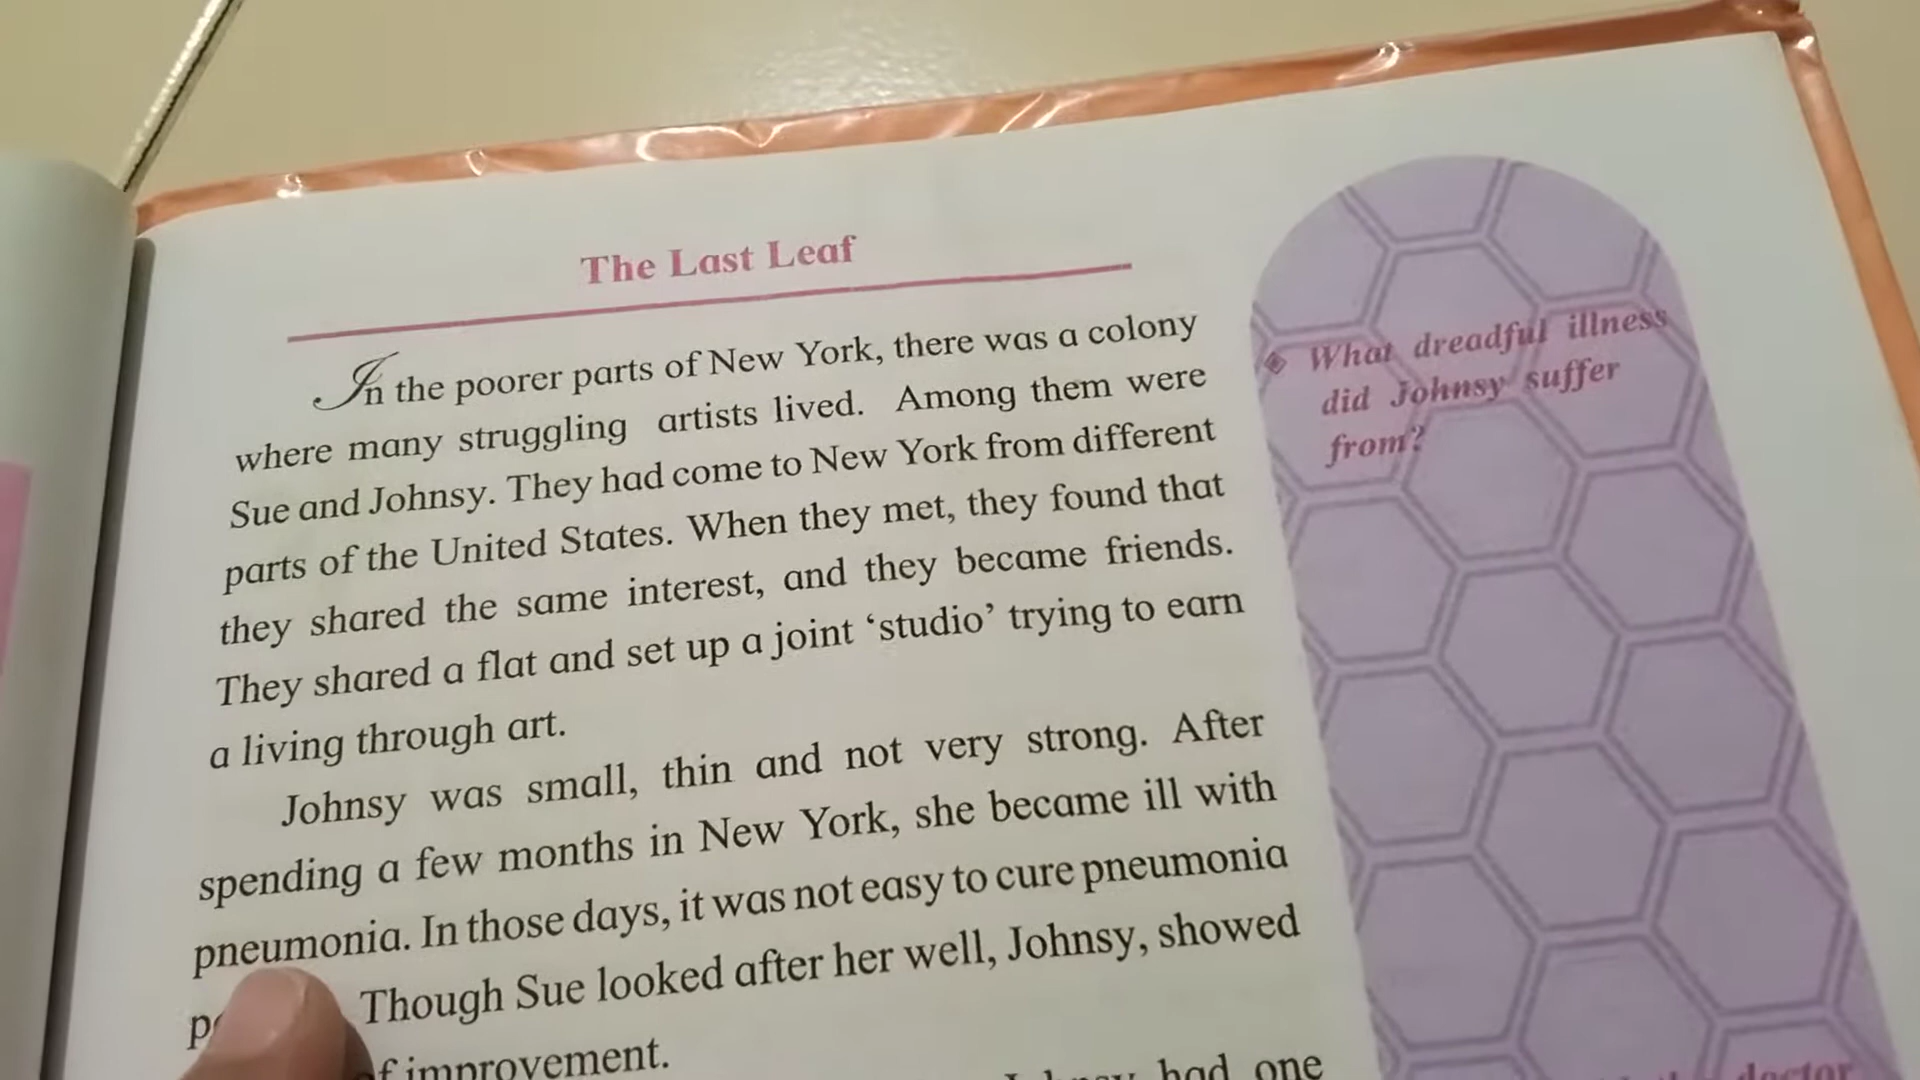 The Last Leaf
In the poorer parts of New York, there was a colony
where many struggling artists lived. Among them were
Sue and Johnsy. They had come to New York from different
parts of the United States. When they met, they found that
they shared the same interest, and they became friends.
They shared a flat and set up a joint ‘studio’ trying to earn
a living through art.
Johnsy was small, thin and not very strong. After
spending a few months in New York, she became ill with
pneumonia. In those days, it was not easy to cure pneumonia
Though Sue looked after her well, Johnsy, showed
improvement.
had one
What dreadful illness
did Johnsy suffer
from?
doctor